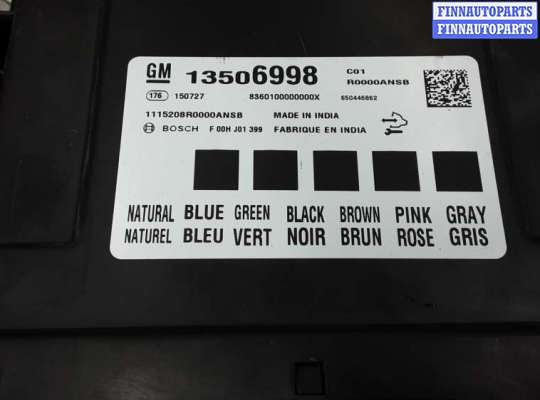 FINNAUTOPARTS
FINNAUTOPARTS
GM 13506998 C01
R0000ANSB
176 150727 8360100000000X 650446862
1115208R0000ANSB MADE IN INDIA
BOSCH F 00H J01 399 FABRIQUE EN INDIA
NATURAL BLUE GREEN BLACK BROWN PINK GRAY
NATUREL BLEU VERT NOIR BRUN ROSE GRIS